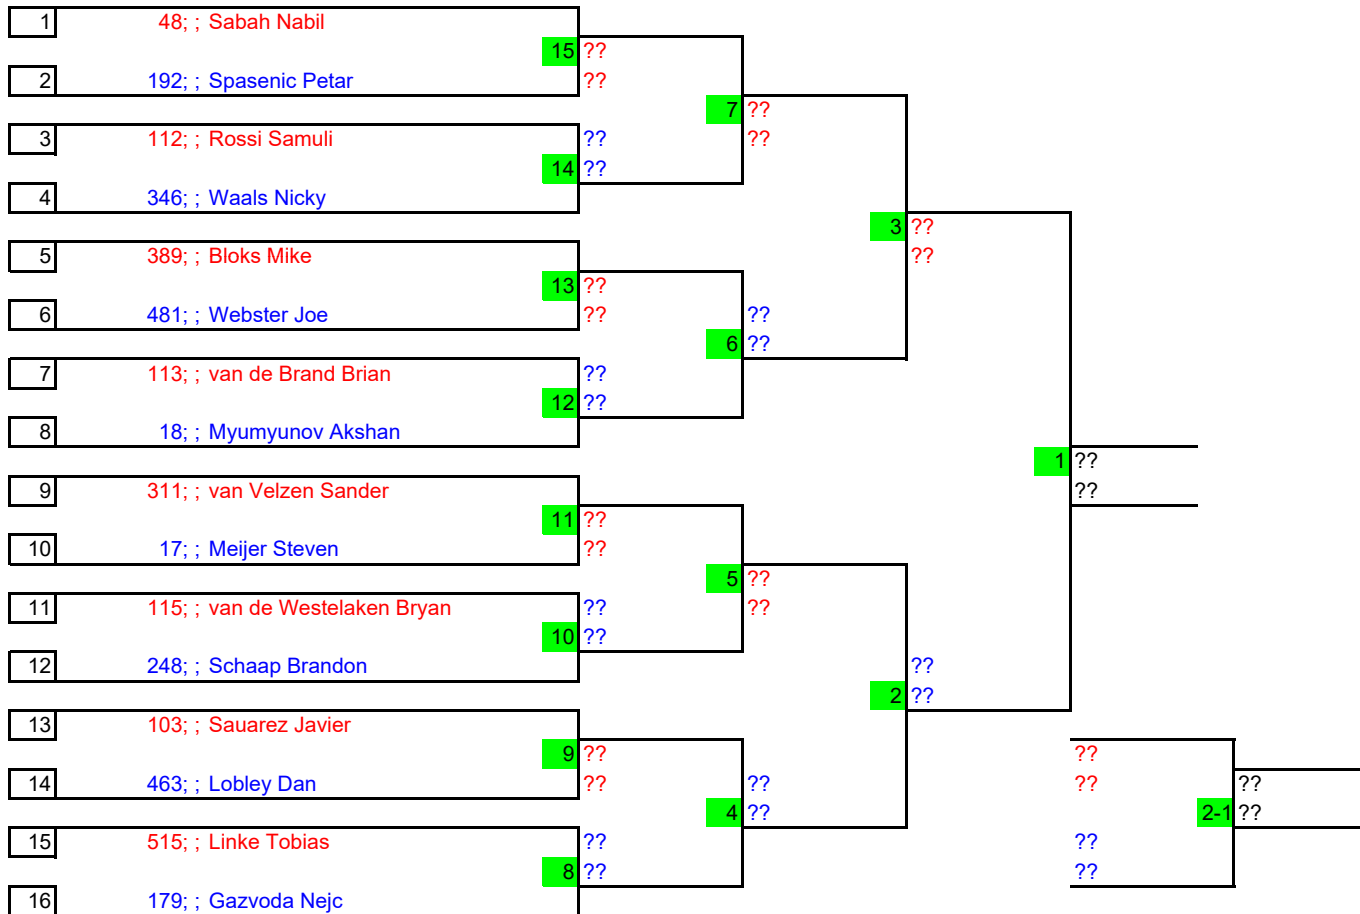 1 48; ; Sabah Nabil
15 ??
2 192; ; Spasenic Petar ??
7 ??
3 112; ; Rossi Samuli ?? ??
14 ??
4 346; ; Waals Nicky
3 ??
5 389; ; Bloks Mike ??
13 ??
6 481; ; Webster Joe ?? ??
6 ??
7 113; ; van de Brand Brian ??
12 ??
8 18; ; Myumyunov Akshan
1 ??
9 311; ; van Velzen Sander ??
11 ??
10 17; ; Meijer Steven ??
5 ??
11 115; ; van de Westelaken Bryan ?? ??
10 ??
12 248; ; Schaap Brandon ??
2 ??
13 103; ; Sauarez Javier
9 ?? ??
14 463; ; Lobley Dan ?? ?? ?? ??
4 ?? 2-1 ??
15 515; ; Linke Tobias ?? ??
8 ?? ??
16 179; ; Gazvoda Nejc